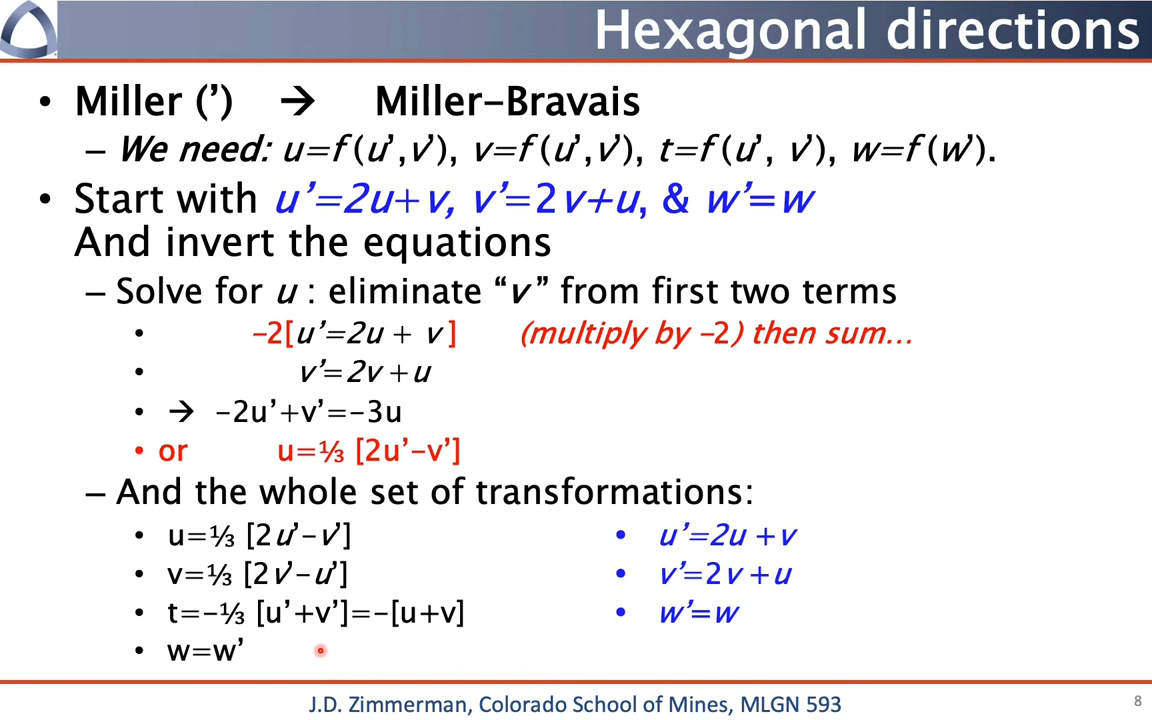 Hexagonal directions
• Miller (’) → Miller-Bravais
– We need: u=f (u’,v’), v=f (u’,v’), t=f (u’, v’), w=f (w’).
• Start with u’=2u+v, v’=2v+u, & w’=w
And invert the equations
– Solve for u : eliminate “v ” from first two terms
• -2[u’=2u + v ] (multiply by -2) then sum…
• v’=2v +u
• → -2u’+v’=-3u
• or u=⅓ [2u’-v’]
– And the whole set of transformations:
• u=⅓ [2u’-v’] • u’=2u +v
• v=⅓ [2v’-u’] • v’=2v +u
• t=-⅓ [u’+v’]=-[u+v] • w’=w
• w=w’
J.D. Zimmerman, Colorado School of Mines, MLGN 593
8